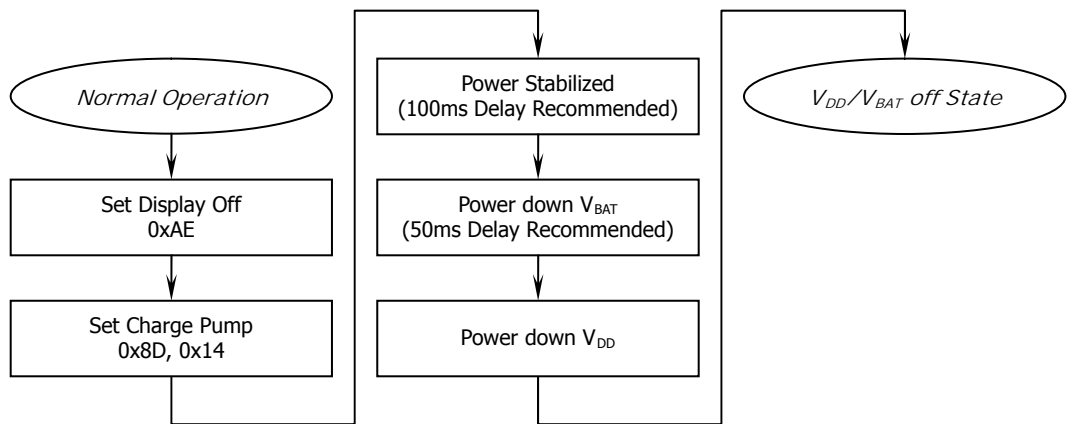 Normal Operation
Set Display Off
0xAE
Set Charge Pump
0x8D, 0x14
Power Stabilized
(100ms Delay Recommended)
Power down VBAT
(50ms Delay Recommended)
Power down VDD
VDD/VBAT off State